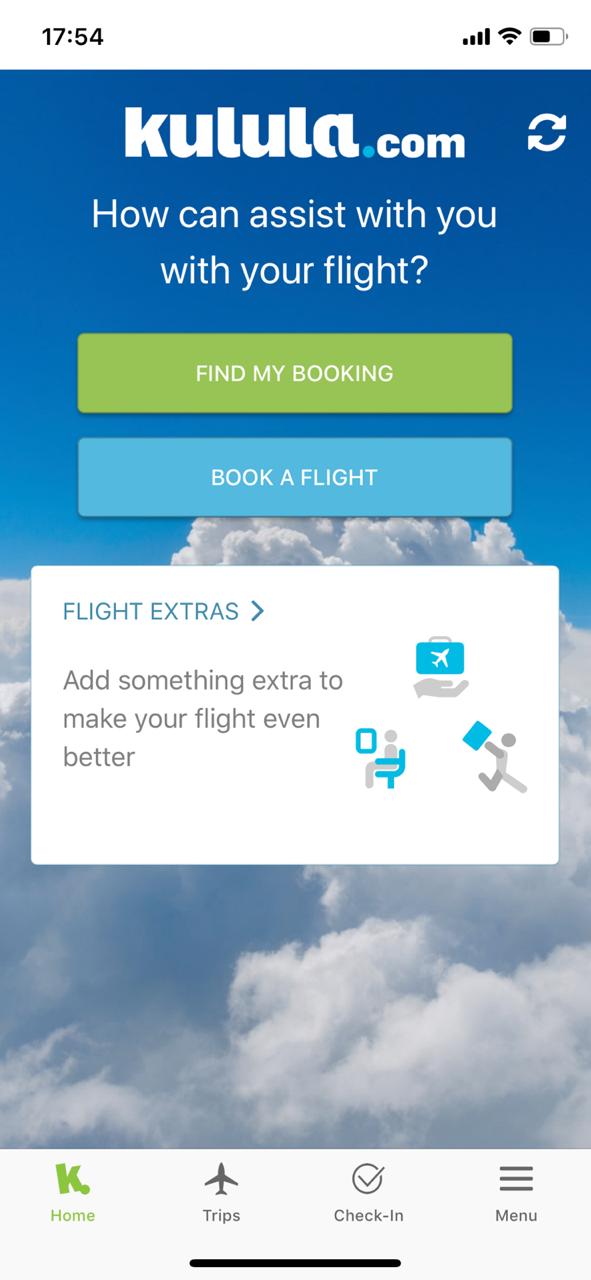 17:54
kulula.com
How can assist with you
with your flight?
FIND MY BOOKING
BOOK A FLIGHT
FLIGHT EXTRAS
Add something extra to
make your flight even
better
K.
Home
Trips
Check-In
Menu